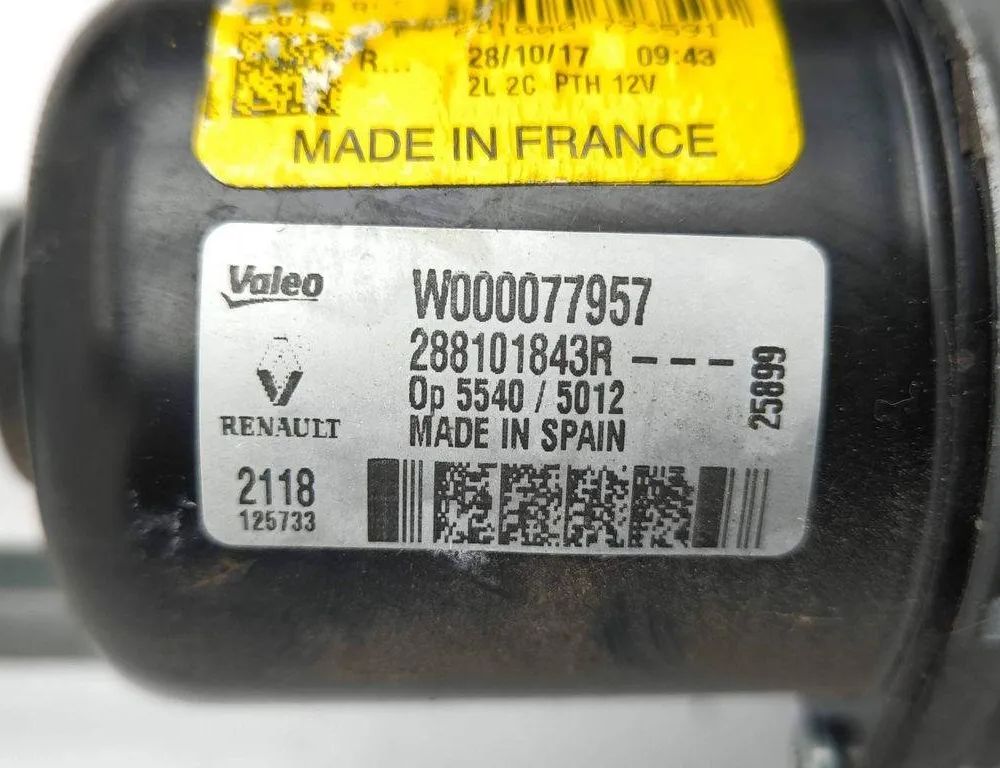 R...
28/10/17 09:43
2L 2C PTH 12V
MADE IN FRANCE
Valeo
W000077957
288101843R ---
Op 5540 / 5012
MADE IN SPAIN
25899
RENAULT
2118
125733